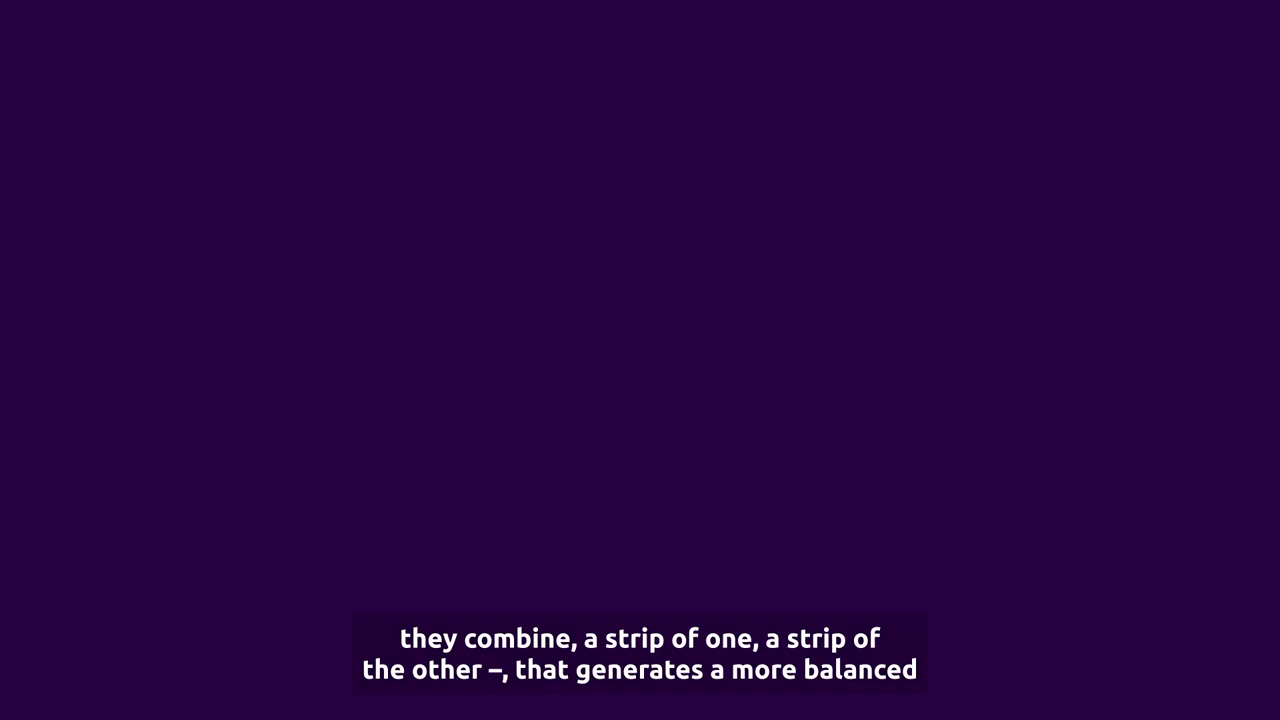 they combine, a strip of one, a strip of
the other –, that generates a more balanced